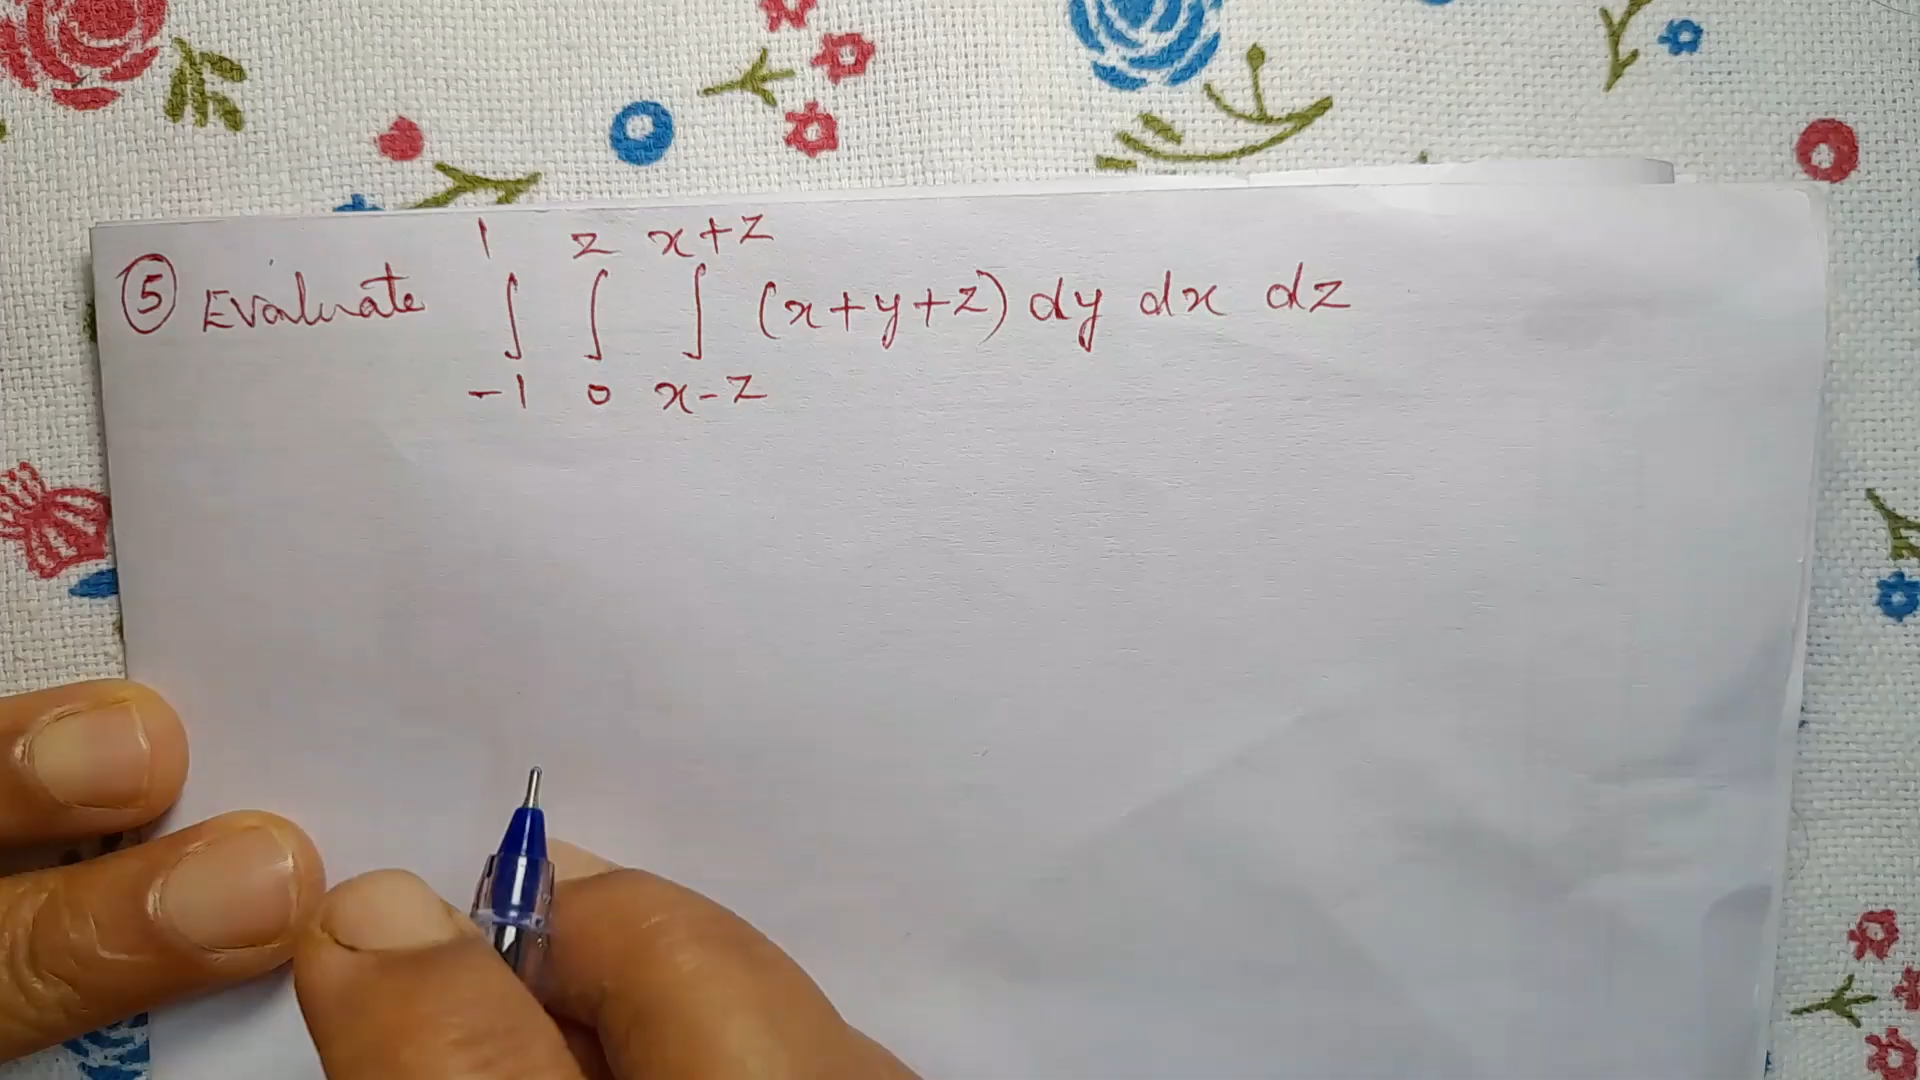 1 z x+z
⑤ Evaluate ∫ ∫ ∫ (x+y+z) dy dx dz
-1 0 x-z